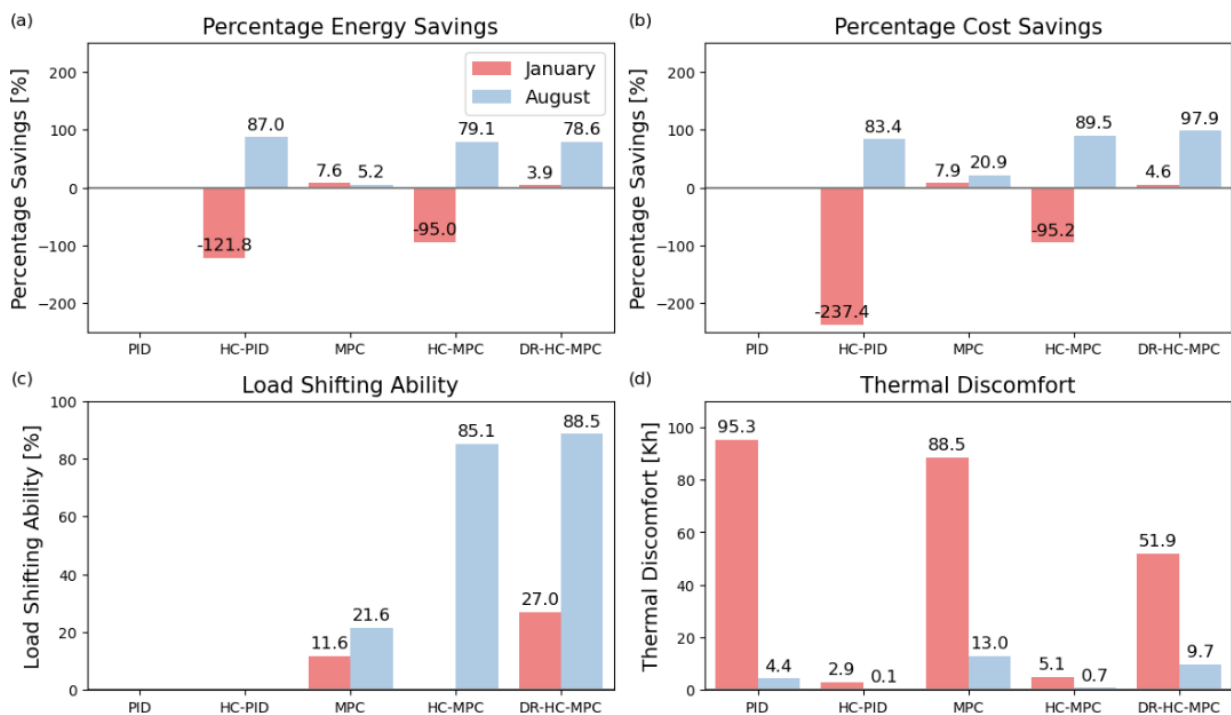 (a)
Percentage Energy Savings
Percentage Savings [%]
200
100
0
−100
−200
January
August
87.0
79.1
78.6
7.6
5.2
3.9
-121.8
-95.0
PID
HC-PID
MPC
HC-MPC
DR-HC-MPC
(b)
Percentage Cost Savings
Percentage Savings [%]
200
100
0
−100
−200
83.4
89.5
97.9
7.9
20.9
4.6
-95.2
-237.4
PID
HC-PID
MPC
HC-MPC
DR-HC-MPC
(c)
Load Shifting Ability
Load Shifting Ability [%]
100
80
60
40
20
0
11.6
21.6
85.1
27.0
88.5
PID
HC-PID
MPC
HC-MPC
DR-HC-MPC
(d)
Thermal Discomfort
Thermal Discomfort [Kh]
100
80
60
40
20
0
95.3
4.4
2.9
0.1
88.5
13.0
5.1
0.7
51.9
9.7
PID
HC-PID
MPC
HC-MPC
DR-HC-MPC